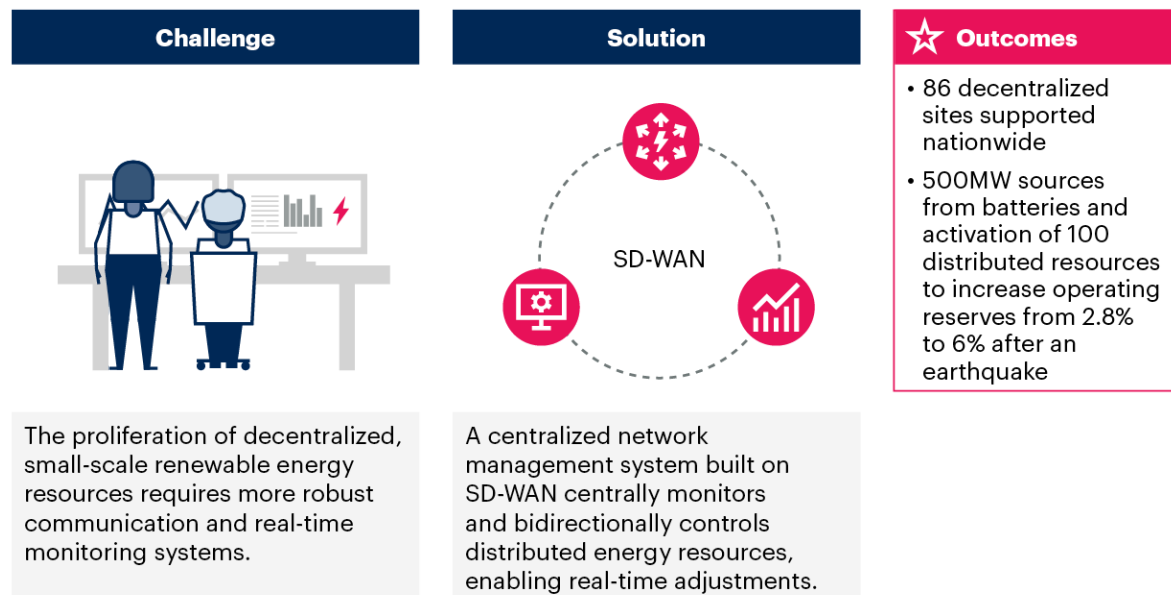 Challenge
The proliferation of decentralized,
small-scale renewable energy
resources requires more robust
communication and real-time
monitoring systems.
Solution
SD-WAN
A centralized network
management system built on
SD-WAN centrally monitors
and bidirectionally controls
distributed energy resources,
enabling real-time adjustments.
Outcomes
• 86 decentralized
sites supported
nationwide
• 500MW sources
from batteries and
activation of 100
distributed resources
to increase operating
reserves from 2.8%
to 6% after an
earthquake